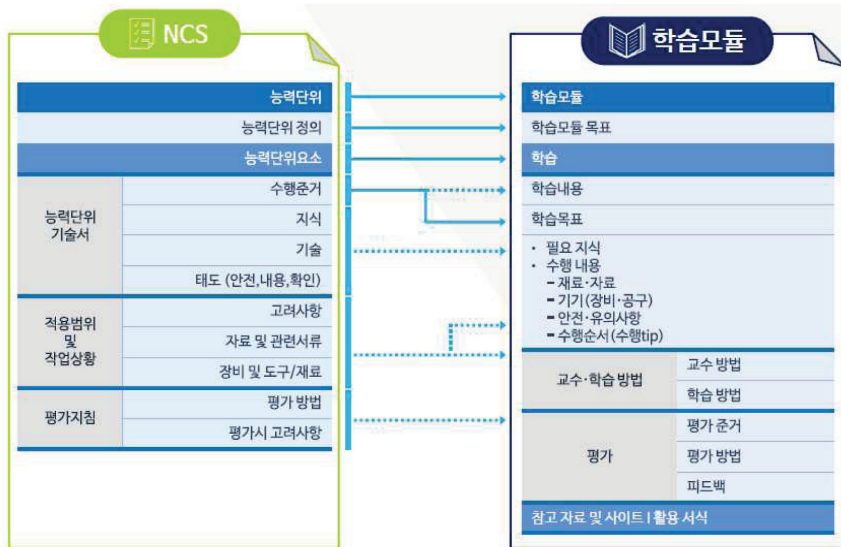 NCS
능력단위
능력단위 정의
능력단위요소
능력단위
기술서
수행준거
지식
기술
태도 (안전,내용,확인)
적용범위
및
작업상황
고려사항
자료 및 관련서류
장비 및 도구/재료
평가지침
평가 방법
평가시 고려사항
학습모듈
학습모듈
학습모듈 목표
학습
학습내용
학습목표
• 필요 지식
• 수행 내용
– 재료·자료
– 기기(장비·공구)
– 안전·유의사항
– 수행순서(수행tip)
교수·학습 방법
교수 방법
학습 방법
평가
평가 준거
평가 방법
피드백
참고 자료 및 사이트 I 활용 서식